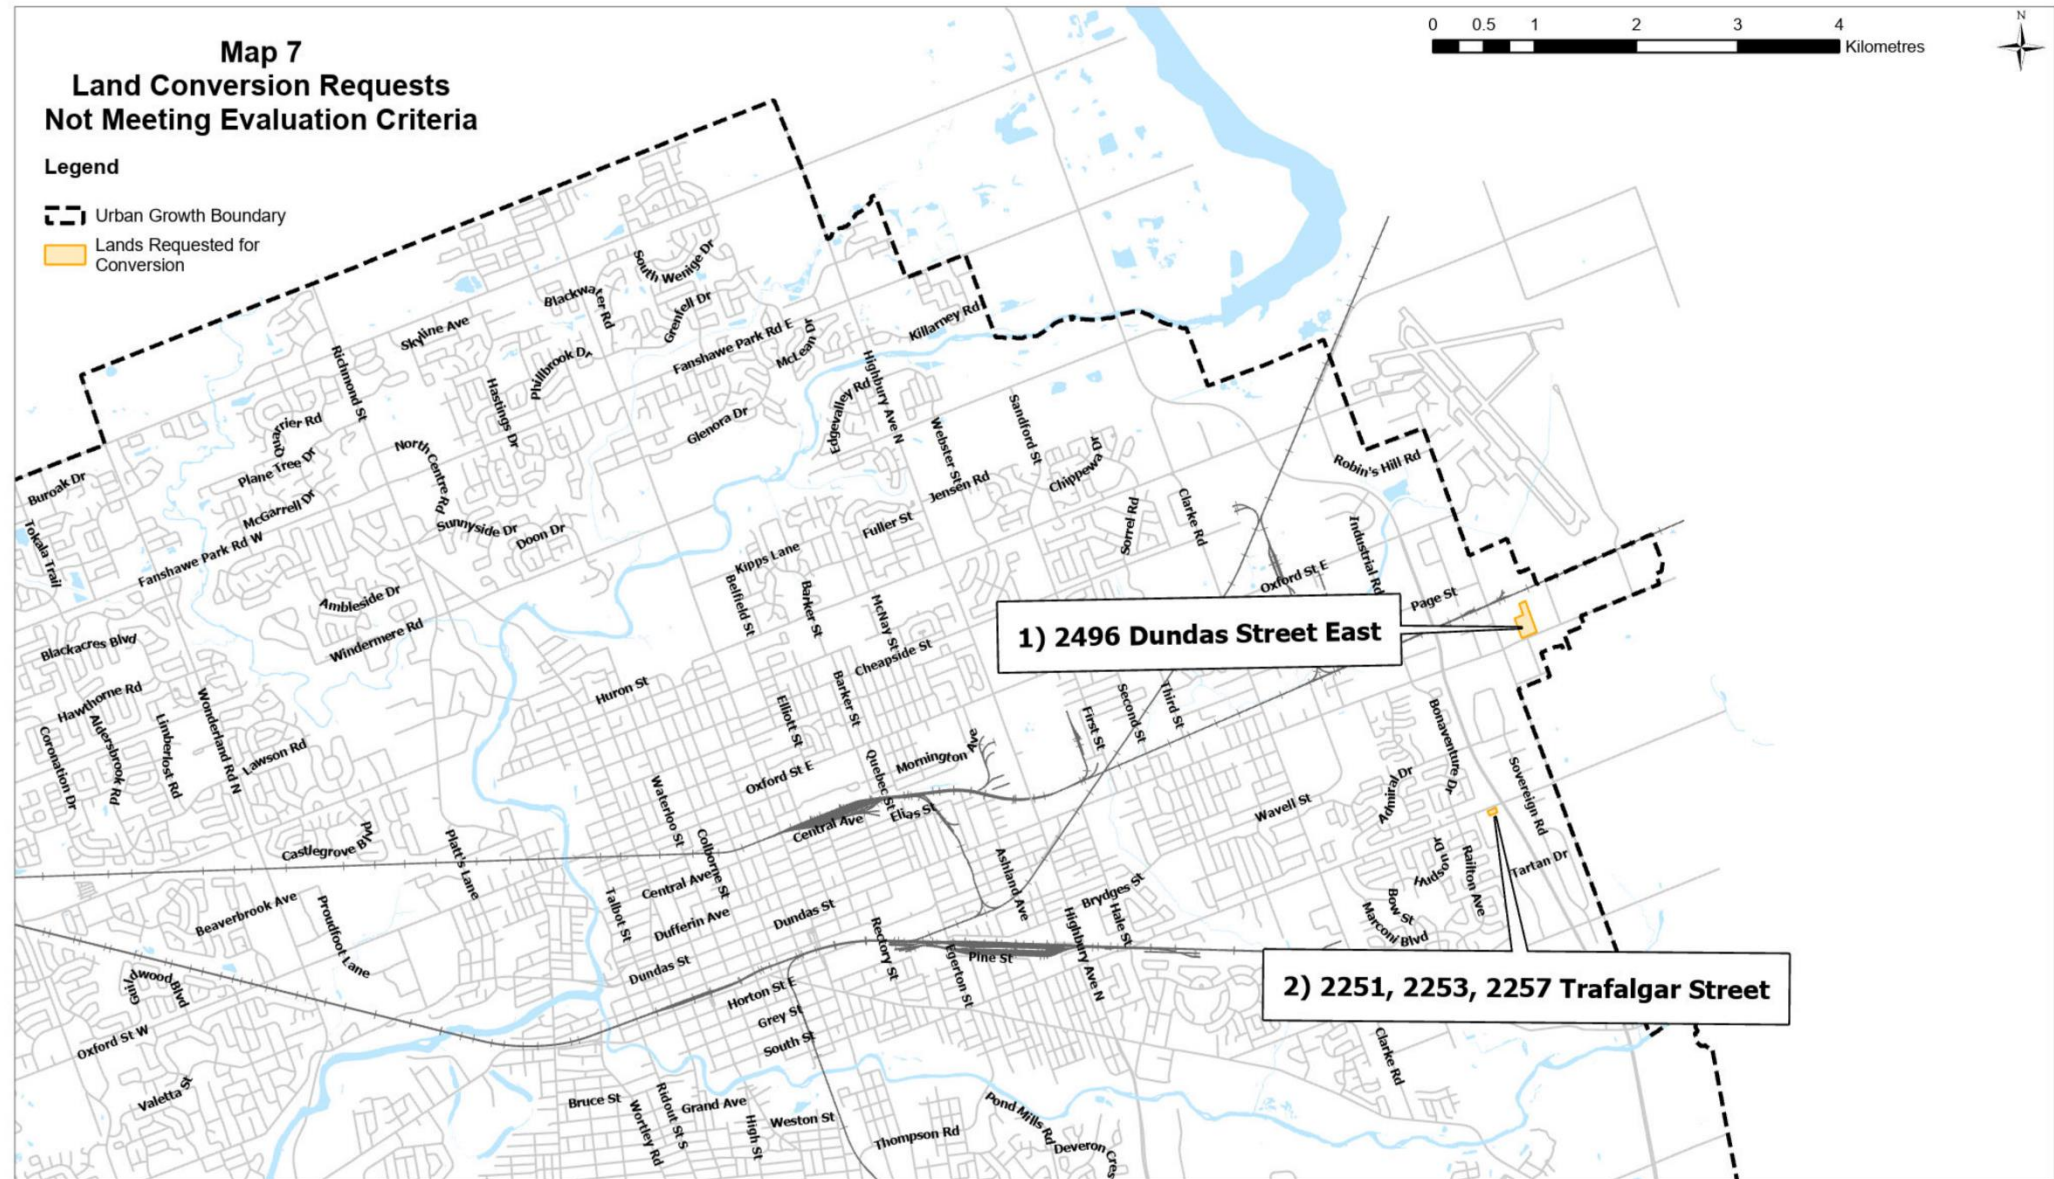 Map 7
Land Conversion Requests
Not Meeting Evaluation Criteria
Legend
Urban Growth Boundary
Lands Requested for
Conversion
0 0.5 1 2 3 4
Kilometres
N
South Wenige Dr
Blackwater Rd
Grenfell Dr
Skyline Ave
Fanshawe Park Rd E
McLean Dr
Killarney Rd
Richmond St
Phillbrook Dr
Hastings Dr
Highbury Ave N
Edgevalley Rd
Glenora Dr
Carrier Rd
Plane Tree Dr
North Centre Rd
Webster St
Sandford St
Chippewa Dr
Jensen Rd
Robin's Hill Rd
Buroak Dr
McGarrell Dr
Sunnyside Dr
Doon Dr
Fuller St
Sorrel Rd
Clarke Rd
Industrial Rd
Tokala Trail
Fanshawe Park Rd W
Kipps Lane
Belfield St
Barker St
McNay St
Oxford St E
Page St
Ambleside Dr
Windermere Rd
1) 2496 Dundas Street East
Blackacres Blvd
Cheapside St
Hawthorne Rd
Huron St
Barker St
Elliott St
First St
Second St
Third St
Bonaventure Dr
Coronation Dr
Aldersbrook Rd
Limberlost Rd
Wonderland Rd N
Lawson Rd
Mornington Ave
Quebec St
Oxford St E
Waterloo St
Admiral Dr
Sovereign Rd
Wavell St
Elias St
Central Ave
Castlegrove Blvd
Platt's Lane
Colborne St
Central Ave
Ashland Ave
Hudson Dr
Railton Ave
Tartan Dr
Brydges St
Hale St
Bow St
Marconi Blvd
Beaverbrook Ave
Proudfoot Lane
Talbot St
Dufferin Ave
Dundas St
Rectory St
Egerton St
Pine St
Highbury Ave N
Dundas St
2) 2251, 2253, 2257 Trafalgar Street
Guildwood Blvd
Horton St E
Grey St
South St
Oxford St W
Clarke Rd
Valetta St
Bruce St
Wortley Rd
Ridout St S
Grand Ave
High St
Weston St
Thompson Rd
Pond Mills Rd
Deveron Cres